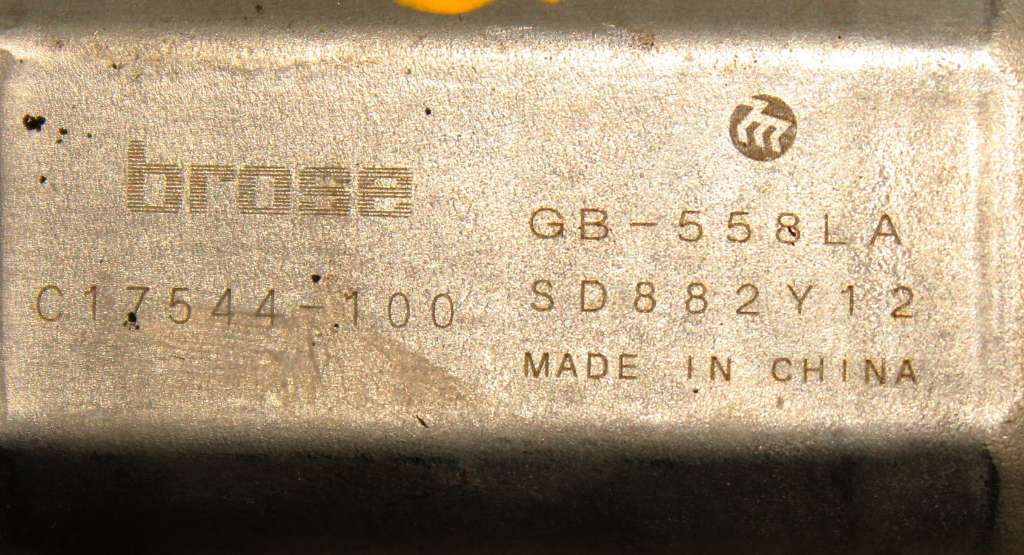 brose
C17544-100
GB-558LA
SD882Y12
MADE IN CHINA